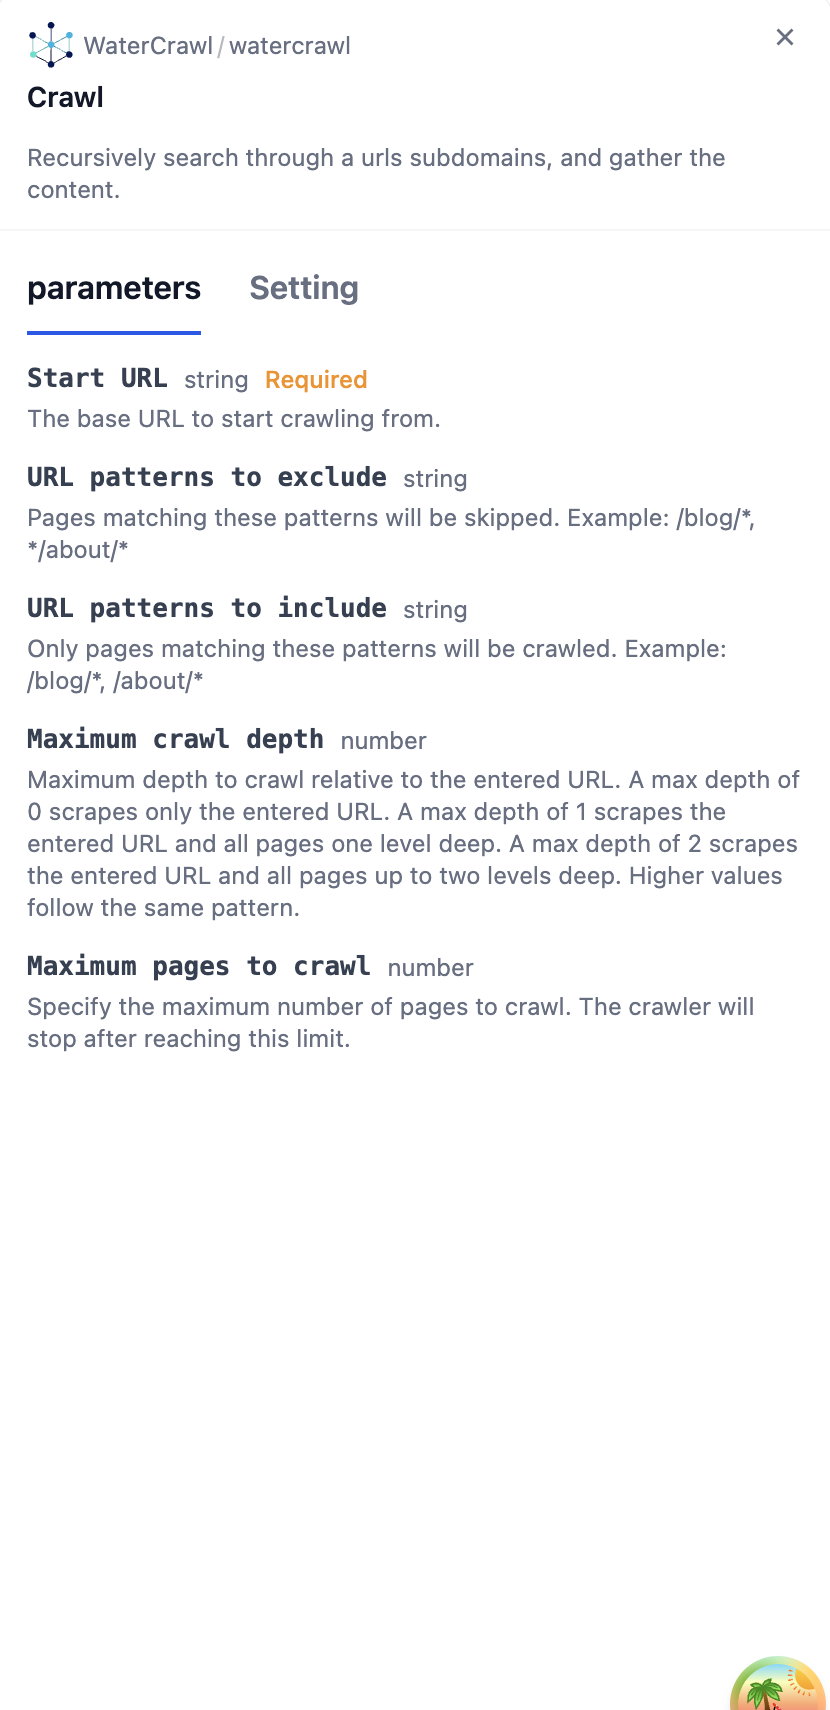 WaterCrawl / watercrawl
Crawl
Recursively search through a urls subdomains, and gather the
content.
parameters Setting
Start URL string Required
The base URL to start crawling from.
URL patterns to exclude string
Pages matching these patterns will be skipped. Example: /blog/*,
*/about/*
URL patterns to include string
Only pages matching these patterns will be crawled. Example:
/blog/*, /about/*
Maximum crawl depth number
Maximum depth to crawl relative to the entered URL. A max depth of
0 scrapes only the entered URL. A max depth of 1 scrapes the
entered URL and all pages one level deep. A max depth of 2 scrapes
the entered URL and all pages up to two levels deep. Higher values
follow the same pattern.
Maximum pages to crawl number
Specify the maximum number of pages to crawl. The crawler will
stop after reaching this limit.